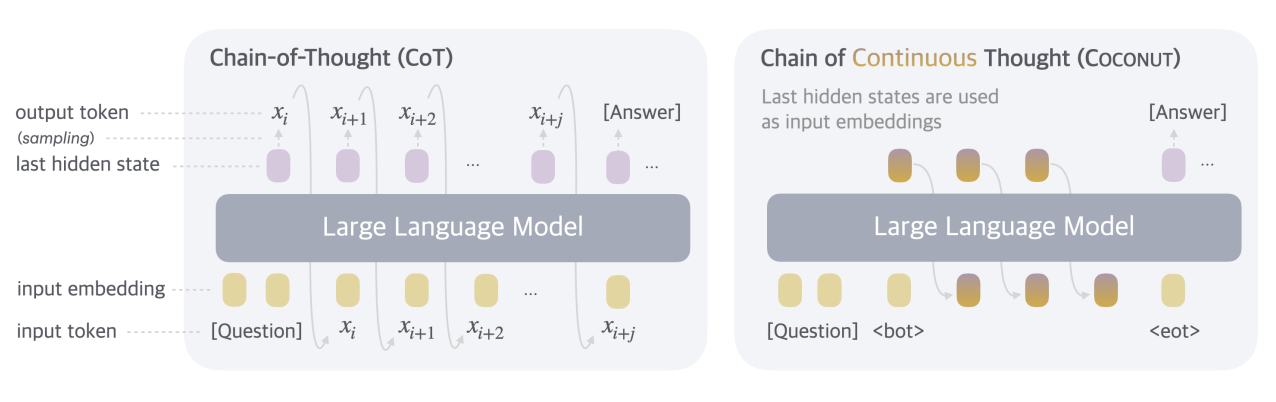 Chain-of-Thought (CoT)
output token
x_i x_{i+1} x_{i+2} x_{i+j} [Answer]
(sampling)
last hidden state
... ...
Large Language Model
input embedding
...
input token
[Question] x_i x_{i+1} x_{i+2} x_{i+j}
Chain of Continuous Thought (COCONUT)
Last hidden states are used
as input embeddings
[Answer]
...
Large Language Model
[Question] <bot> <eot>